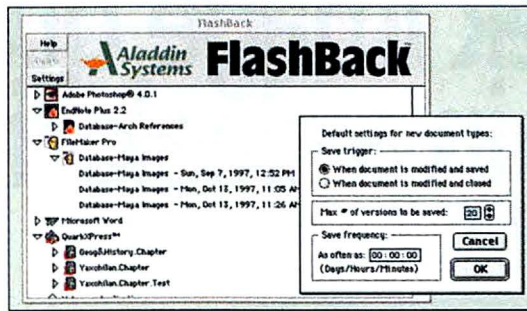 FlashBack
Help
Settings
Aladdin Systems
FlashBack
Adobe Photoshop® 4.0.1
EndNote Plus 2.2
Database-Arch References
FileMaker Pro
Database-Maya Images
Database-Maya Images - Sun, Sep 7, 1997, 12:52 PM
Database-Maya Images - Mon, Oct 13, 1997, 11:05 AM
Database-Maya Images - Mon, Oct 13, 1997, 11:26 AM
Microsoft Word
QuarkXPress™
Geog&History.Chapter
Yaxchilan.Chapter
Yaxchilan.Chapter.Test
Default settings for new document types:
Save trigger:
When document is modified and saved
When document is modified and closed
Max # of versions to be saved: 20
Save frequency:
As often as: 00:00:00
(Days/Hours/Minutes)
Cancel
OK